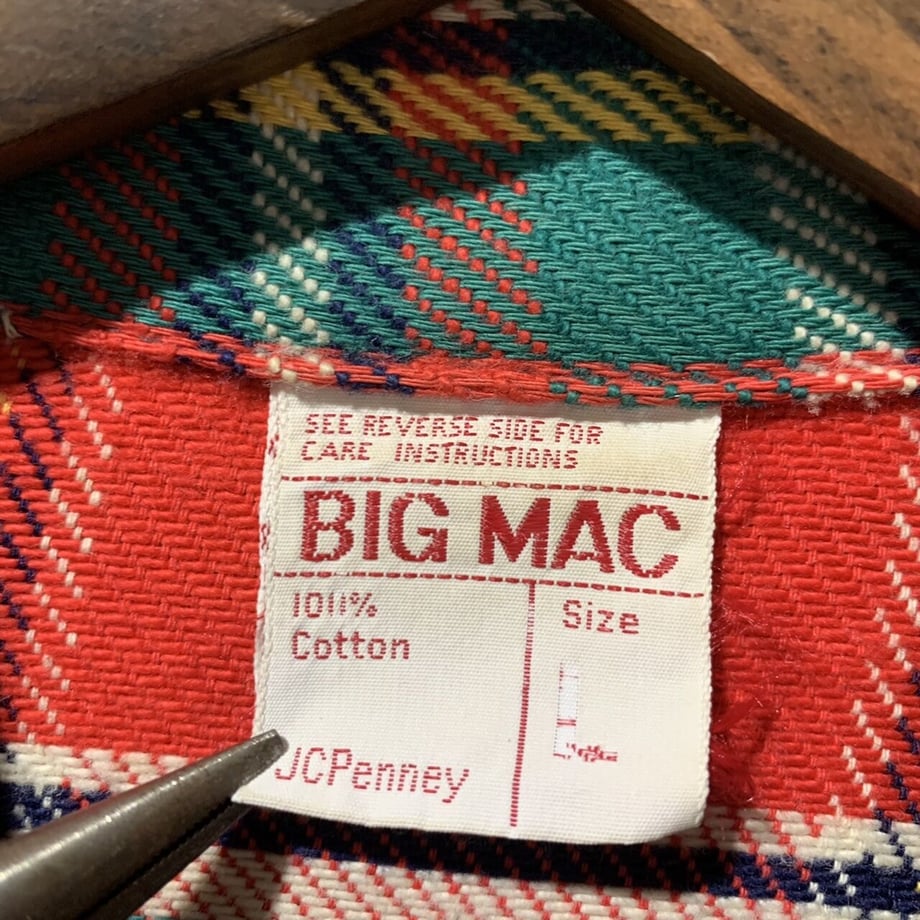 SEE REVERSE SIDE FOR
CARE INSTRUCTIONS
BIG MAC
100%
Cotton
Size
L
JCPenney